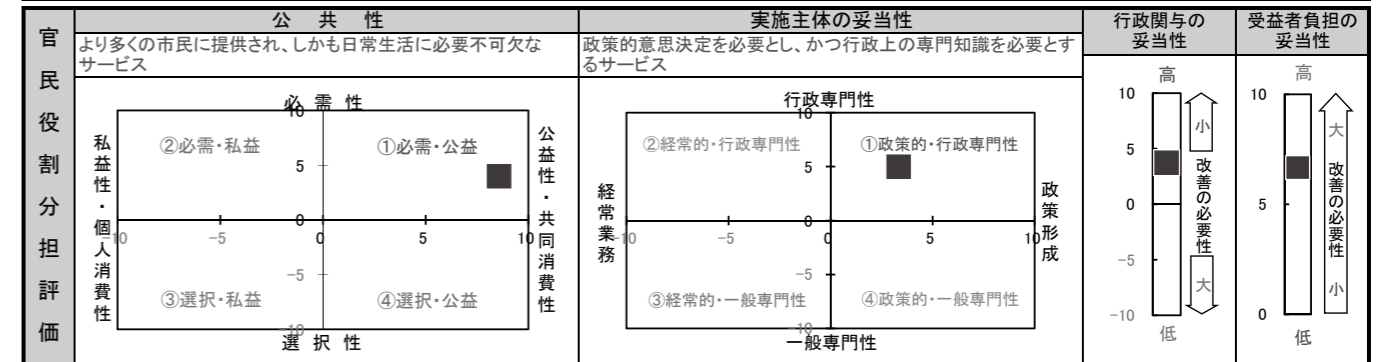 官民役割分担評価
公共性
より多くの市民に提供され、しかも日常生活に必要不可欠な
サービス
必需性
10
②必需・私益
①必需・公益
5
私益性・個人消費性
公益性・共同消費性
0
-10
-5
0
5
10
-5
③選択・私益
④選択・公益
-10
選択性
実施主体の妥当性
政策的意思決定を必要とし、かつ行政上の専門知識を必要とす
るサービス
行政専門性
10
②経常的・行政専門性
①政策的・行政専門性
5
経常業務
政策形成
0
-10
-5
0
5
10
-5
③経常的・一般専門性
④政策的・一般専門性
-10
一般専門性
行政関与の
妥当性
高
10
5
0
-5
-10
小
改善の必要性
大
低
受益者負担の
妥当性
高
10
5
0
大
改善の必要性
小
低